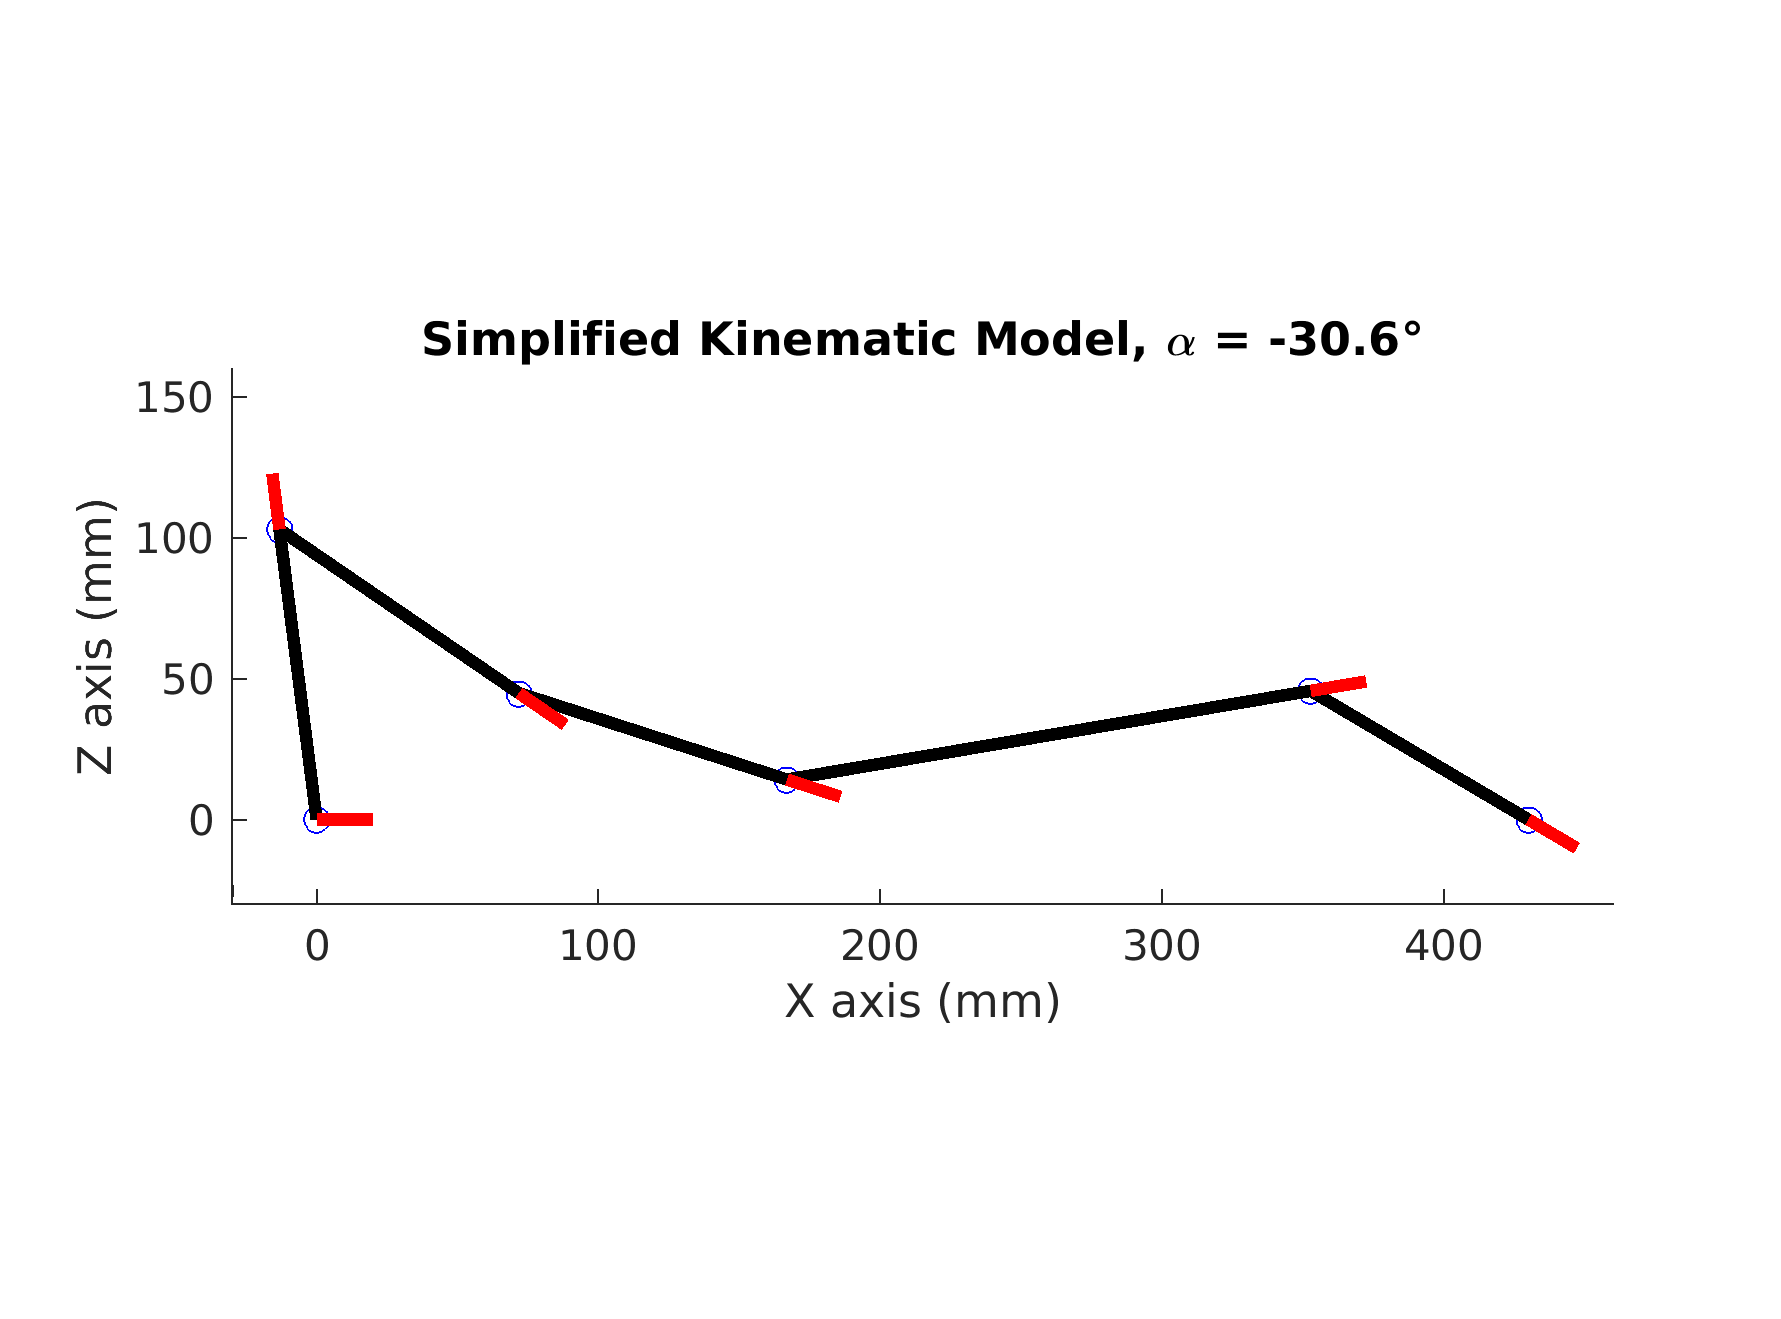 Simplified Kinematic Model, α = -30.6°
150
100
50
0
Z axis (mm)
0 100 200 300 400
X axis (mm)